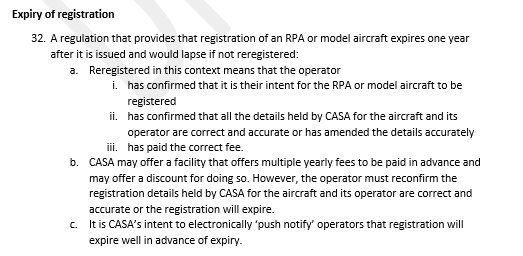 Expiry of registration
32. A regulation that provides that registration of an RPA or model aircraft expires one year
after it is issued and would lapse if not reregistered:
a. Reregistered in this context means that the operator
i. has confirmed that it is their intent for the RPA or model aircraft to be
registered
ii. has confirmed that all the details held by CASA for the aircraft and its
operator are correct and accurate or has amended the details accurately
iii. has paid the correct fee.
b. CASA may offer a facility that offers multiple yearly fees to be paid in advance and
may offer a discount for doing so. However, the operator must reconfirm the
registration details held by CASA for the aircraft and its operator are correct and
accurate or the registration will expire.
c. It is CASA's intent to electronically 'push notify' operators that registration will
expire well in advance of expiry.